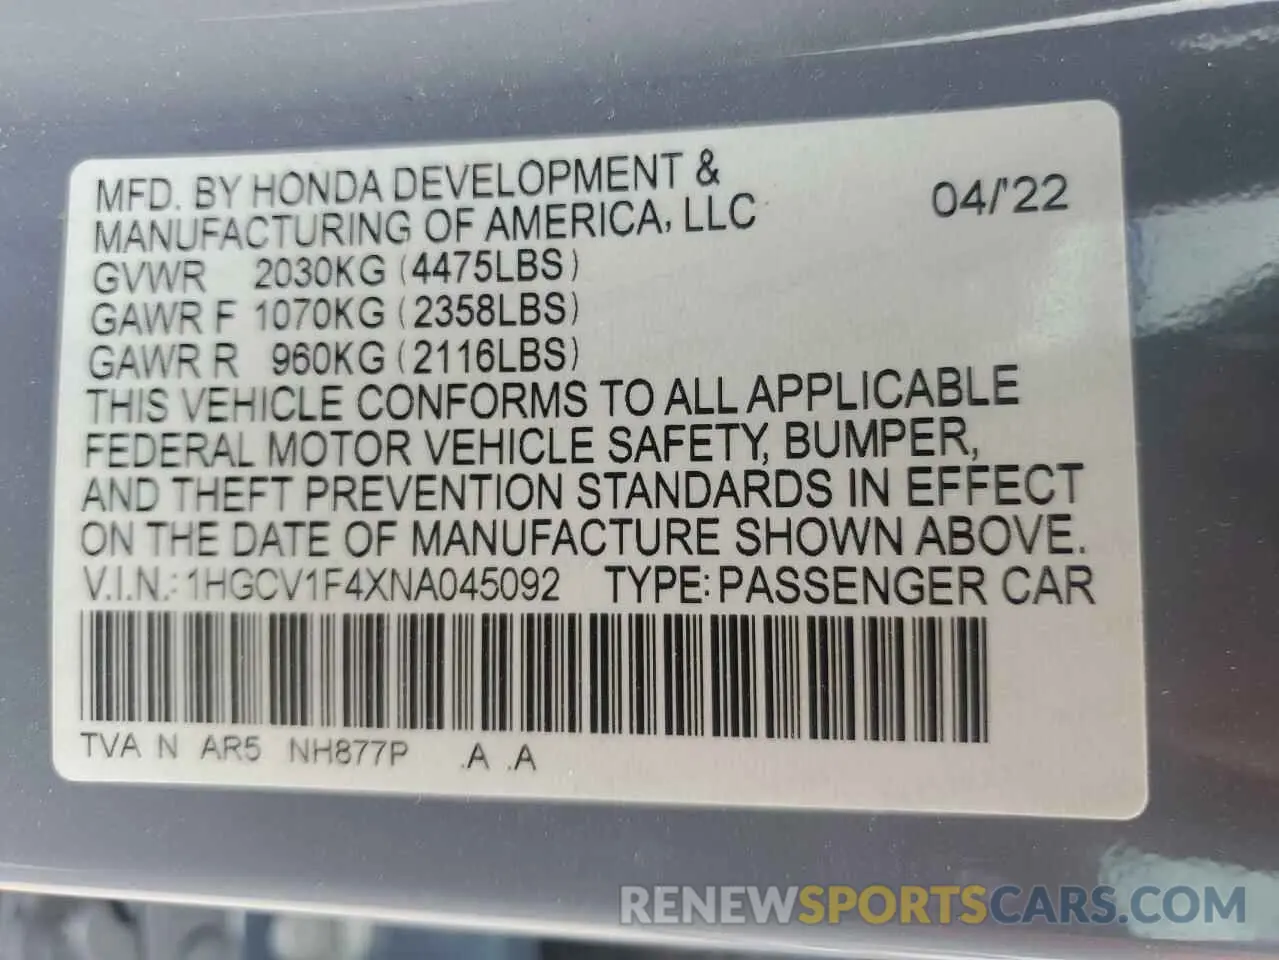 MFD. BY HONDA DEVELOPMENT &
MANUFACTURING OF AMERICA, LLC 04/'22
GVWR 2030KG (4475LBS)
GAWR F 1070KG (2358LBS)
GAWR R 960KG (2116LBS)
THIS VEHICLE CONFORMS TO ALL APPLICABLE
FEDERAL MOTOR VEHICLE SAFETY, BUMPER,
AND THEFT PREVENTION STANDARDS IN EFFECT
ON THE DATE OF MANUFACTURE SHOWN ABOVE.
V.I.N.: 1HGCV1F4XNA045092 TYPE: PASSENGER CAR
TVA N AR5 NH877P .A .A
RENEWSPORTSCARS.COM